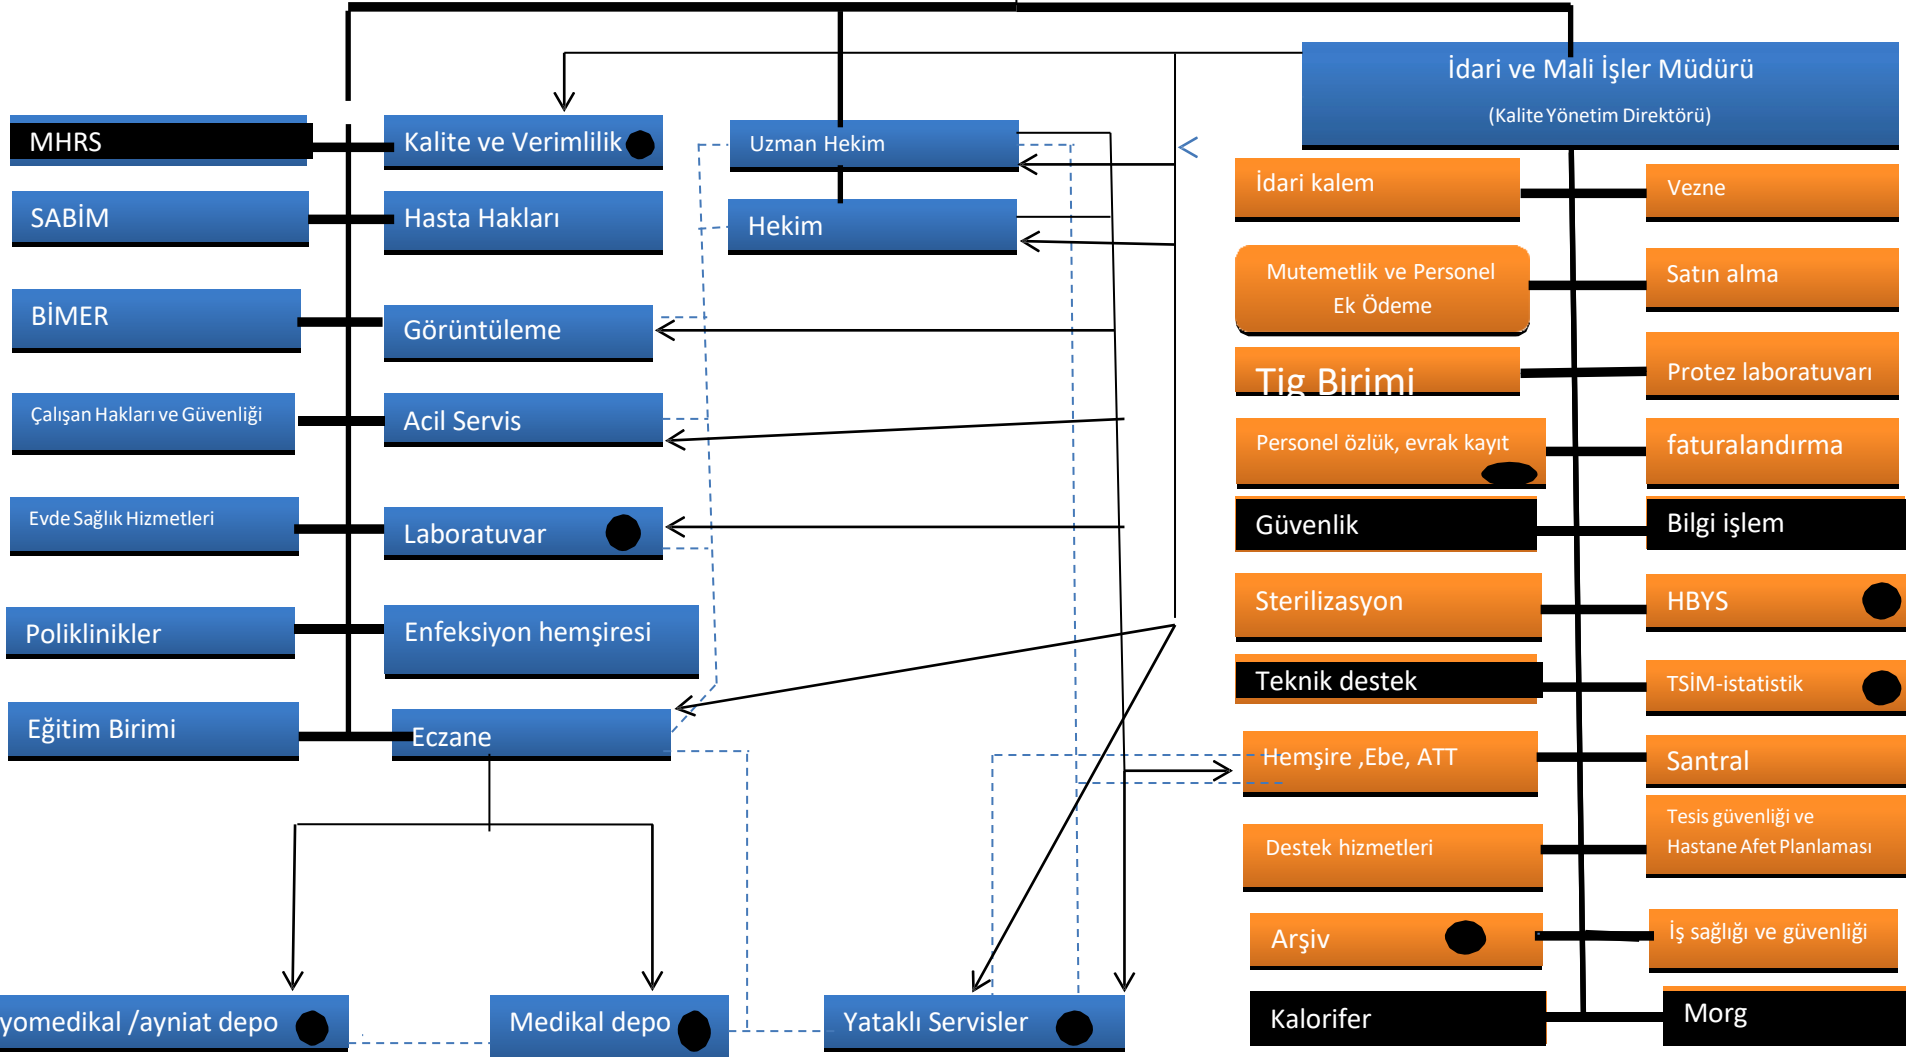 İdari ve Mali İşler Müdürü
(Kalite Yönetim Direktörü)
MHRS
Kalite ve Verimlilik
Uzman Hekim
SABİM
Hasta Hakları
Hekim
BİMER
Görüntüleme
Çalışan Hakları ve Güvenliği
Acil Servis
Evde Sağlık Hizmetleri
Laboratuvar
Poliklinikler
Enfeksiyon hemşiresi
Eğitim Birimi
Eczane
yomedikal /ayniat depo
Medikal depo
Yataklı Servisler
İdari kalem
Vezne
Mutemetlik ve Personel
Ek Ödeme
Satın alma
Tig Birimi
Protez laboratuvarı
Personel özlük, evrak kayıt
faturalandırma
Güvenlik
Bilgi işlem
Sterilizasyon
HBYS
Teknik destek
TSİM-istatistik
Hemşire ,Ebe, ATT
Santral
Destek hizmetleri
Tesis güvenliği ve
Hastane Afet Planlaması
Arşiv
İş sağlığı ve güvenliği
Kalorifer
Morg